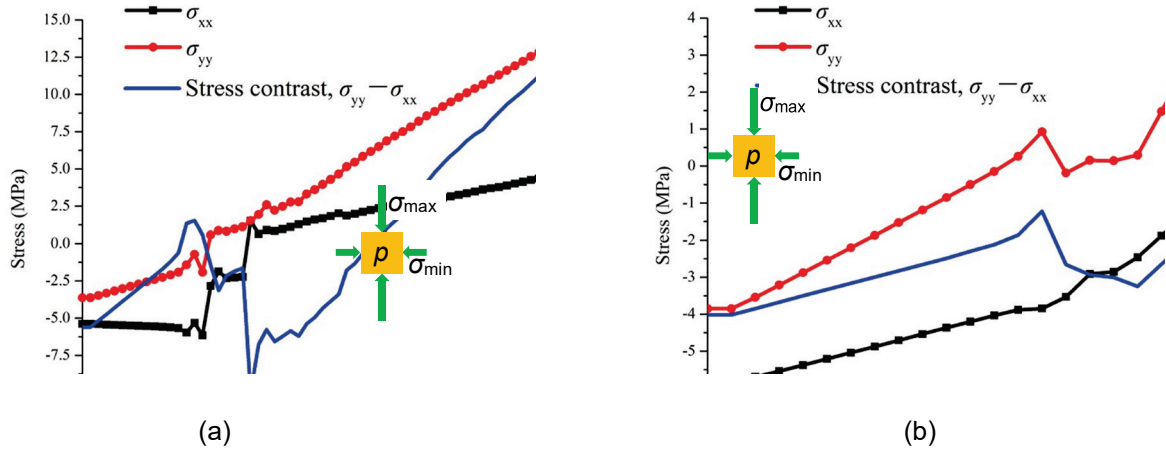 15.0
12.5
10.0
7.5
5.0
2.5
0.0
-2.5
-5.0
-7.5
Stress (MPa)
σxx
σyy
Stress contrast, σyy—σxx
σmax
p
σmin
(a)
4
3
2
1
0
-1
-2
-3
-4
-5
Stress (MPa)
σxx
σyy
Stress contrast, σyy—σxx
σmax
p
σmin
(b)